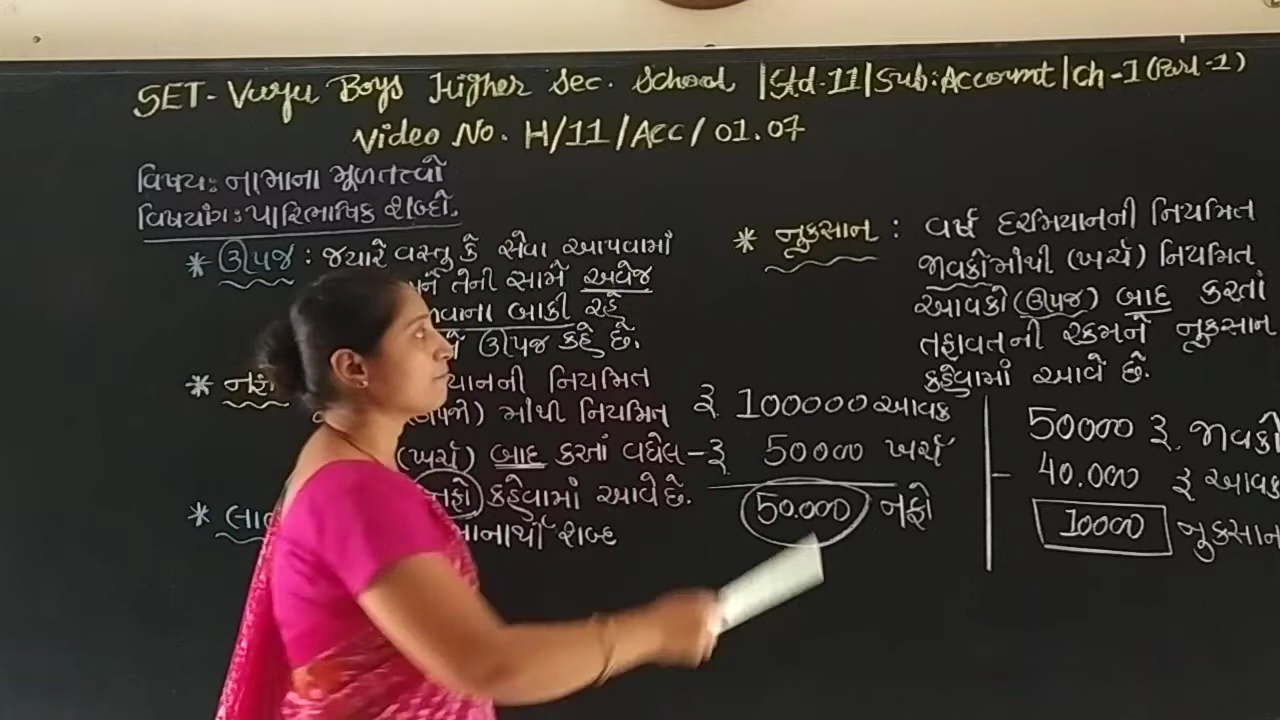 SET- Vurju Boys Higher Sec. School |Std-11|Sub:Account|Ch-1(Part-1)
Video No. H/11/Acc/01.07
વિષય: નામાના મૂળતત્વો
વિષયાંગ: પારિભાષિક શબ્દો.
* ઊપજ : જ્યારે વસ્તુ કે સેવા આપવામાં
તેની સામે અવેજ
બાકી રહે
ઊપજ કહે છે.
*
નિયમિત
માંથી નિયમિત
(ખર્ચ) બાદ કરતાં વધેલ
નફો કહેવામાં આવે છે.
*
શબ્દ
રૂ 100000 આવક
- રૂ 50000 ખર્ચ
50.000 નફો
* નૂકસાન : વર્ષ દરમિયાનની નિયમિત
જાવકોમાંથી (ખર્ચ) નિયમિત
આવકો (ઊપજ) બાદ કરતાં
તફાવતની રકમને નૂકસાન
કહેવામાં આવે છે.
50000 રૂ. જાવકો
- 40.000 રૂ આવક
10000 નૂકસાન